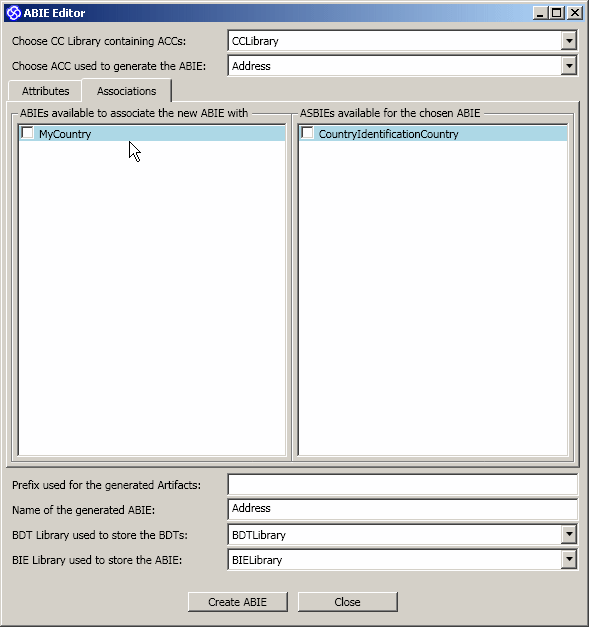 ABIE Editor
Choose CC Library containing ACCs: CCLibrary
Choose ACC used to generate the ABIE: Address
Attributes Associations
ABIEs available to associate the new ABIE with ASBIEs available for the chosen ABIE
MyCountry CountryIdentificationCountry
Prefix used for the generated Artifacts:
Name of the generated ABIE: Address
BDT Library used to store the BDTs: BDTLibrary
BIE Library used to store the ABIE: BIELibrary
Create ABIE Close